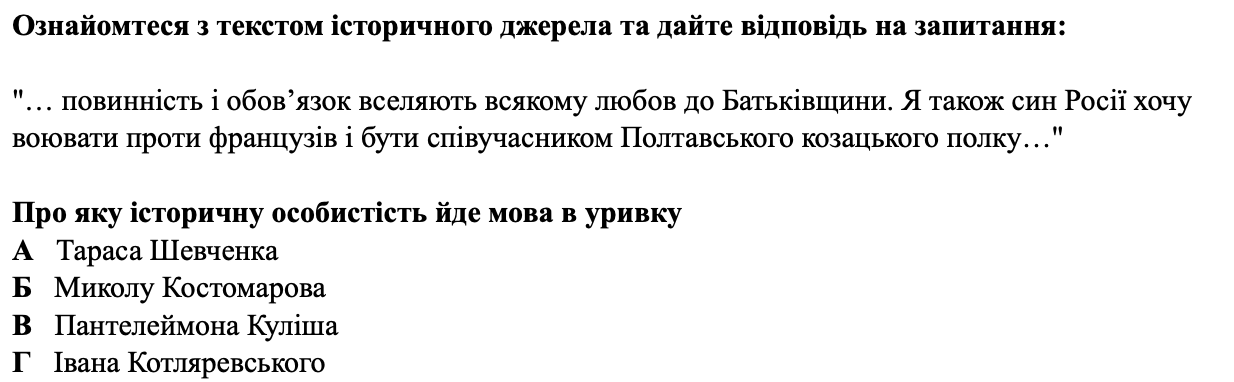 Ознайомтеся з текстом історичного джерела та дайте відповідь на запитання:
"… повинність і обов’язок вселяють всякому любов до Батьківщини. Я також син Росії хочу
воювати проти французів і бути співучасником Полтавського козацького полку…"
Про яку історичну особистість йде мова в уривку
А Тараса Шевченка
Б Миколу Костомарова
В Пантелеймона Куліша
Г Івана Котляревського